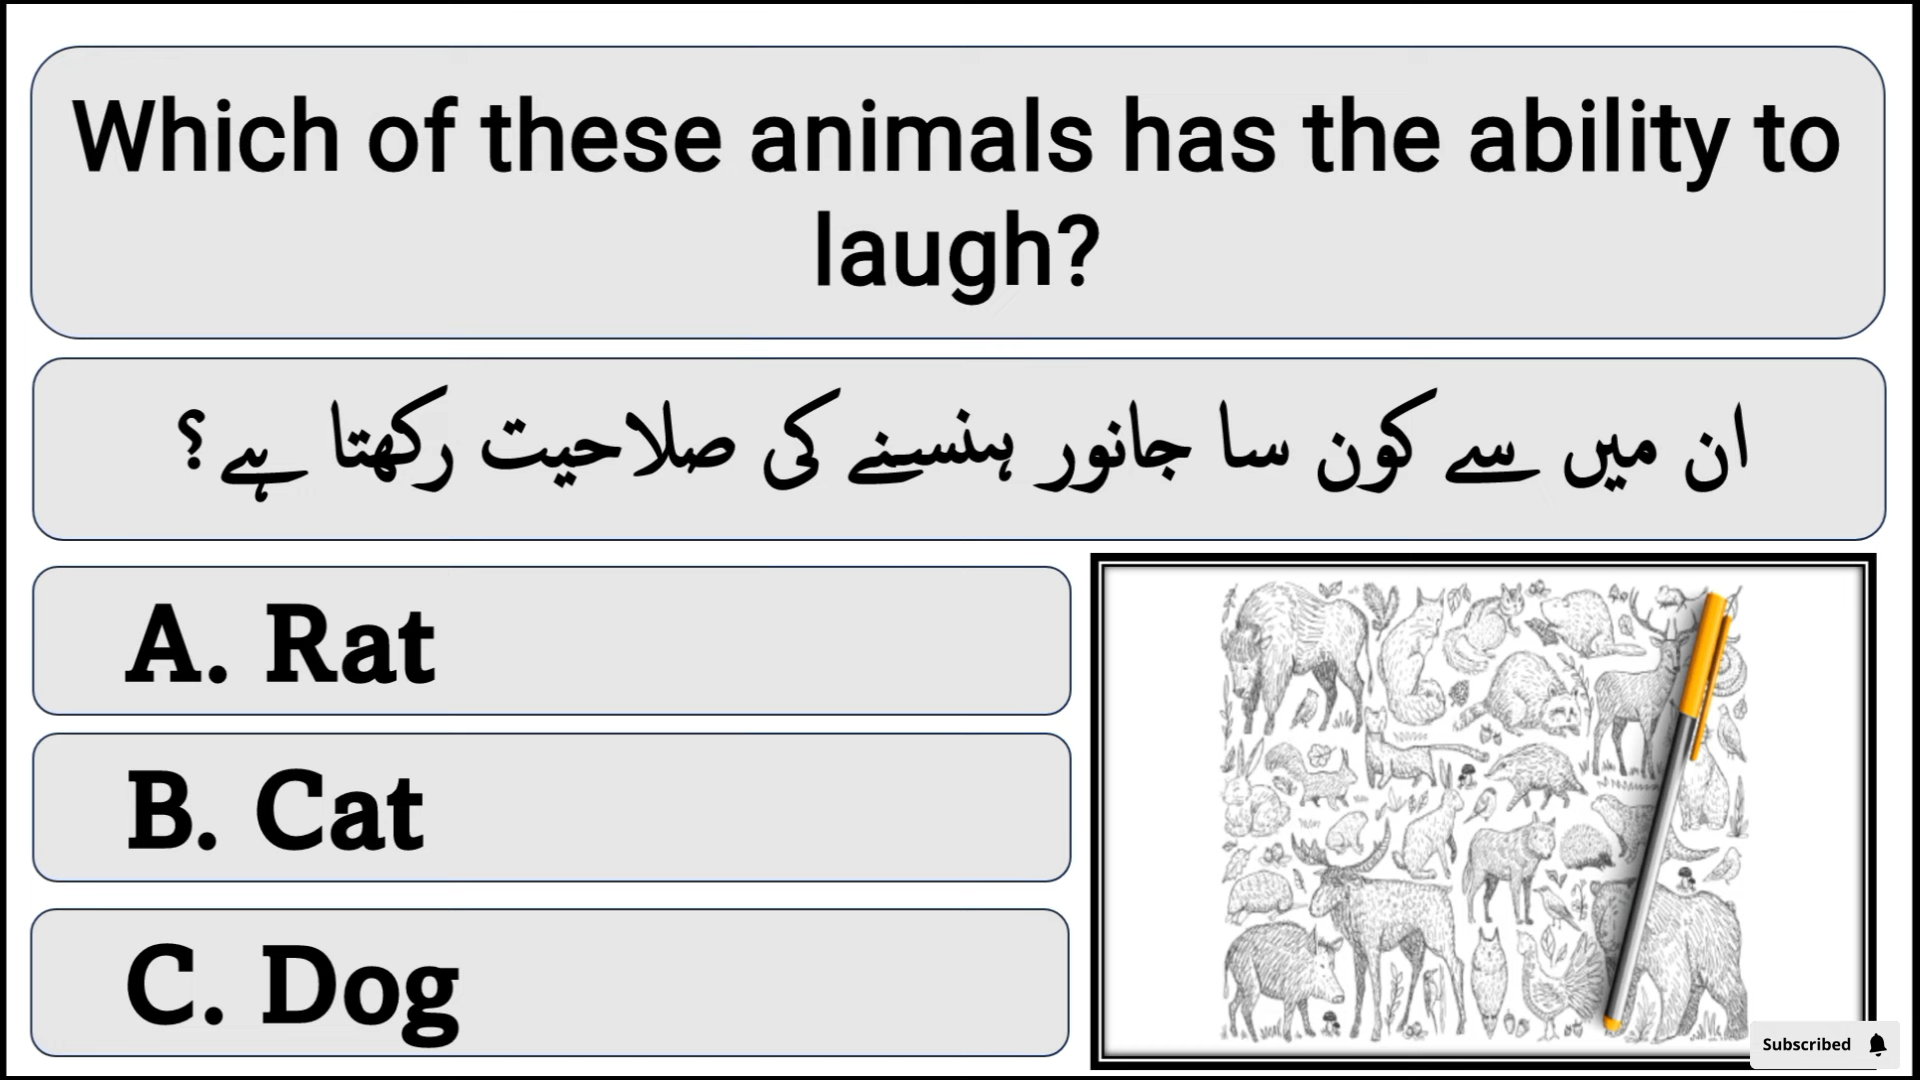 Which of these animals has the ability to
laugh?
ان میں سے کون سا جانور ہنسنے کی صلاحیت رکھتا ہے؟
A. Rat
B. Cat
C. Dog
Subscribed